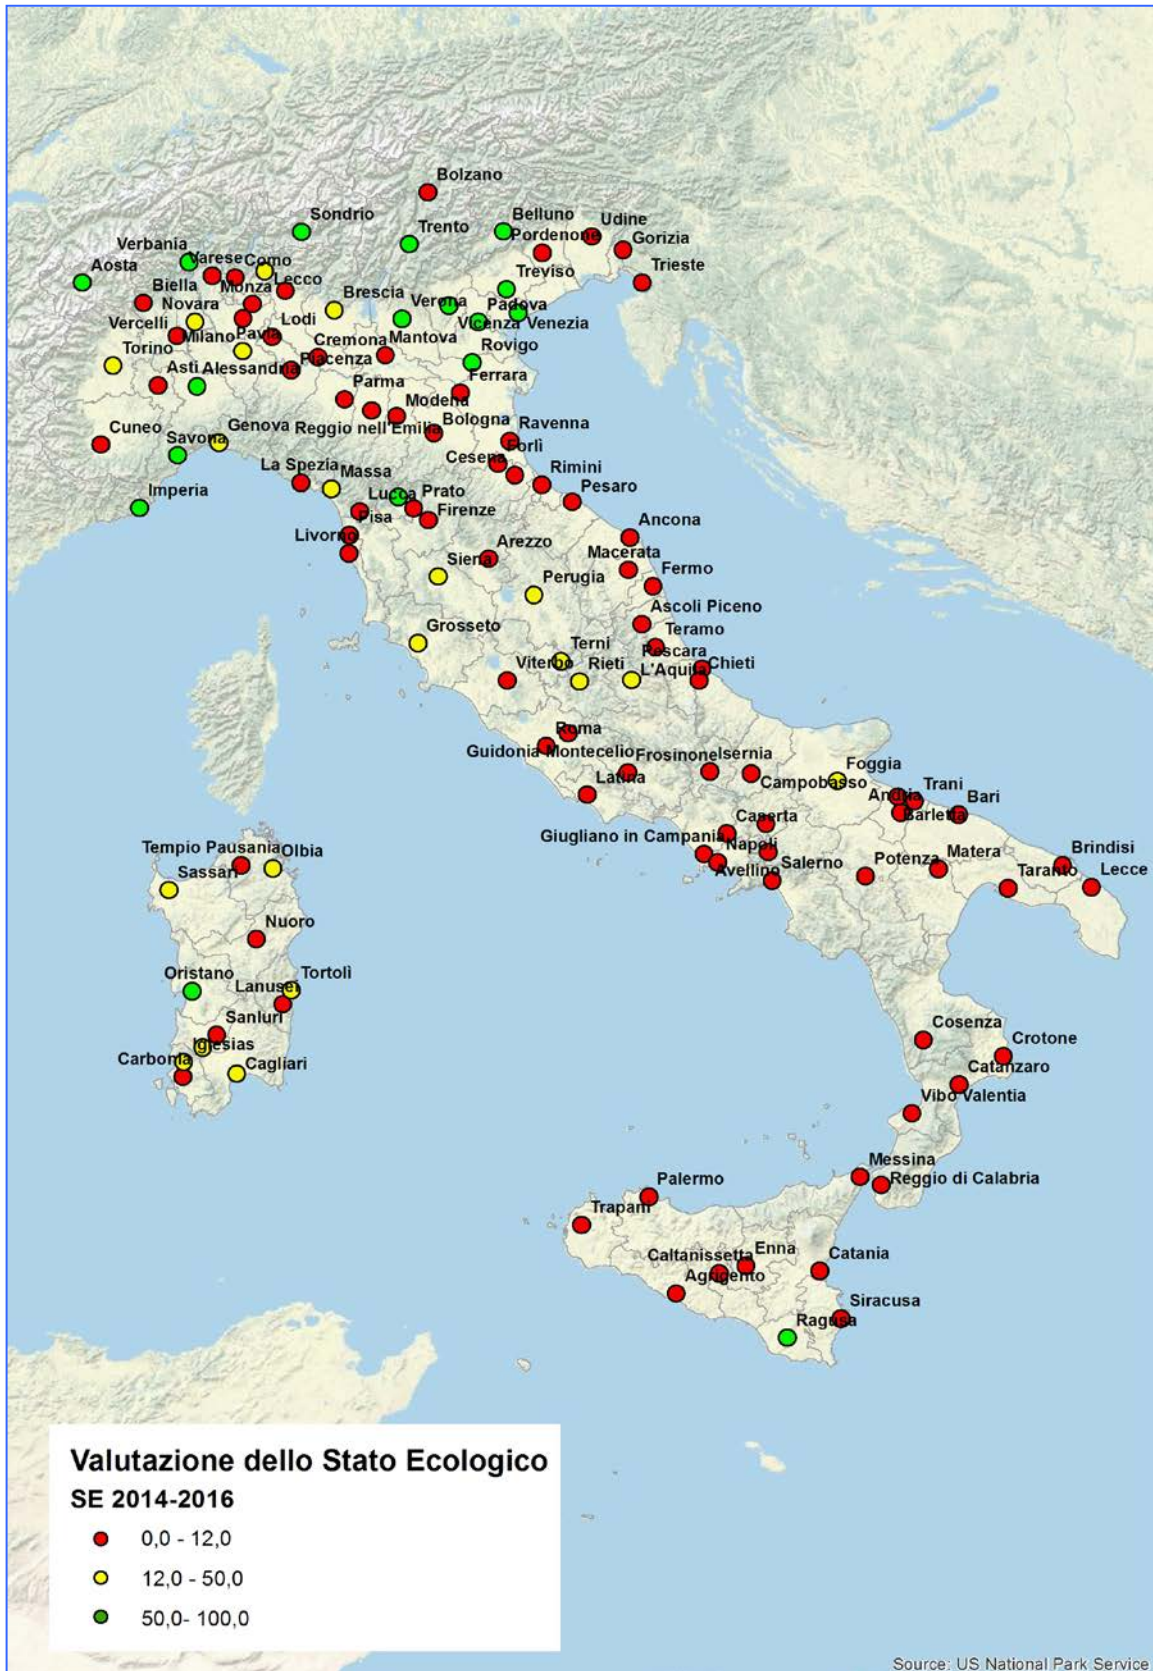 Bolzano
Sondrio
Belluno
Udine
Trento
Pordenone
Gorizia
Verbania
Varese
Como
Aosta
Treviso
Trieste
Biella
Monza
Lecco
Novara
Brescia
Verona
Padova
Vercelli
Lodi
Vicenza
Venezia
Milano
Pavia
Cremona
Mantova
Torino
Piacenza
Rovigo
Asti
Alessandria
Ferrara
Parma
Modena
Cuneo
Savona
Genova
Reggio nell'Emilia
Bologna
Ravenna
Forlì
Cesena
La Spezia
Massa
Rimini
Imperia
Lucca
Prato
Pesaro
Pisa
Firenze
Livorno
Ancona
Arezzo
Siena
Macerata
Perugia
Fermo
Ascoli Piceno
Grosseto
Teramo
Terni
Pescara
Viterbo
Rieti
L'Aquila
Chieti
Roma
Guidonia Montecelio
Frosinone
Isernia
Latina
Campobasso
Foggia
Trani
Andria
Bari
Barletta
Caserta
Giugliano in Campania
Napoli
Tempio Pausania
Olbia
Avellino
Salerno
Potenza
Matera
Brindisi
Sassari
Taranto
Lecce
Nuoro
Oristano
Tortolì
Lanusei
Sanluri
Iglesias
Carbonia
Cagliari
Cosenza
Crotone
Catanzaro
Vibo Valentia
Messina
Palermo
Reggio di Calabria
Trapani
Caltanissetta
Enna
Catania
Agrigento
Siracusa
Ragusa
Valutazione dello Stato Ecologico
SE 2014-2016
0,0 - 12,0
12,0 - 50,0
50,0- 100,0
Source: US National Park Service